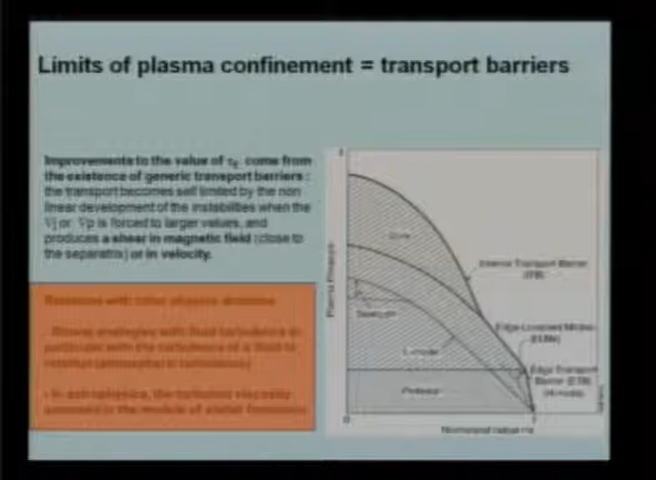 Limits of plasma confinement = transport barriers
Improvements to the value of τE come from
the existence of generic transport barriers :
the transport becomes self limited by the non
linear development of the instabilities when the
∇j or ∇p is forced to larger values, and
produces a shear in magnetic field (close to
the separatrix) or in velocity.
Relations with other physics domains
- Strong analogies with fluid turbulence in
particular with the turbulence of a fluid in
rotation
- In astrophysics, the turbulent viscosity
in the models of
Plasma Pressure
Internal Transport Barrier
(ITB)
Sawteeth
Edge Localised Modes
(ELMs)
L-mode
Edge Transport
Barrier (ETB)
(H-mode)
Pedestal
0
1
Normalised radius r/a